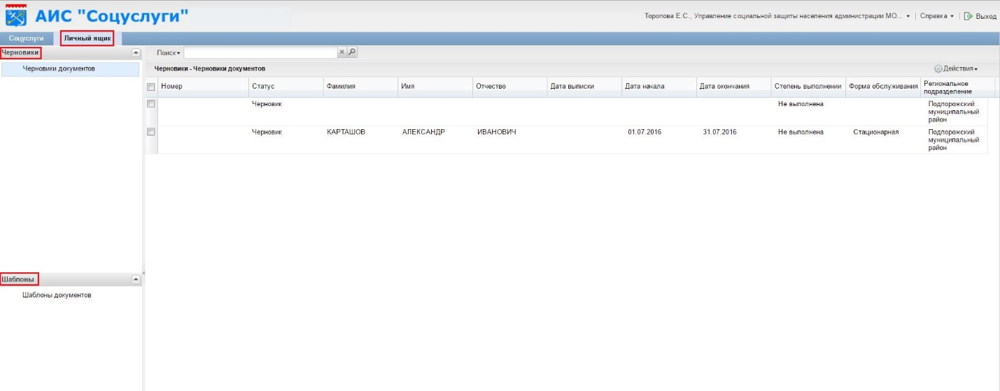 АИС "Соцуслуги"
Торопова Е.С., Управление социальной защиты населения администрации МО... | Справка | Выход
Соцуслуги Личный ящик
Черновики
Поиск
Черновики документов
Черновики - Черновики документов
Действия
Номер Статус Фамилия Имя Отчество Дата выписки Дата начала Дата окончания Степень выполнении Форма обслуживания Региональное
подразделение
Черновик Не выполнена Подпорожский
муниципальный
район
Черновик КАРТАШОВ АЛЕКСАНДР ИВАНОВИЧ 01.07.2016 31.07.2016 Не выполнена Стационарная Подпорожский
муниципальный
район
Шаблоны
Шаблоны документов